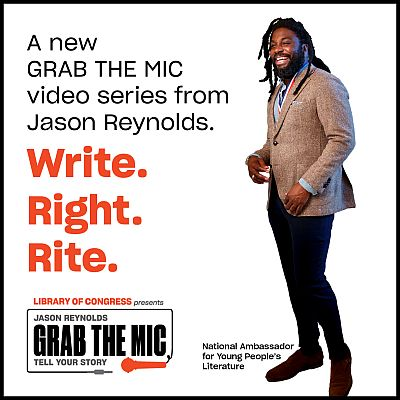 A new
GRAB THE MIC
video series from
Jason Reynolds.
Write.
Right.
Rite.
LIBRARY OF CONGRESS presents
JASON REYNOLDS
GRAB THE MIC
TELL YOUR STORY
National Ambassador
for Young People's
Literature